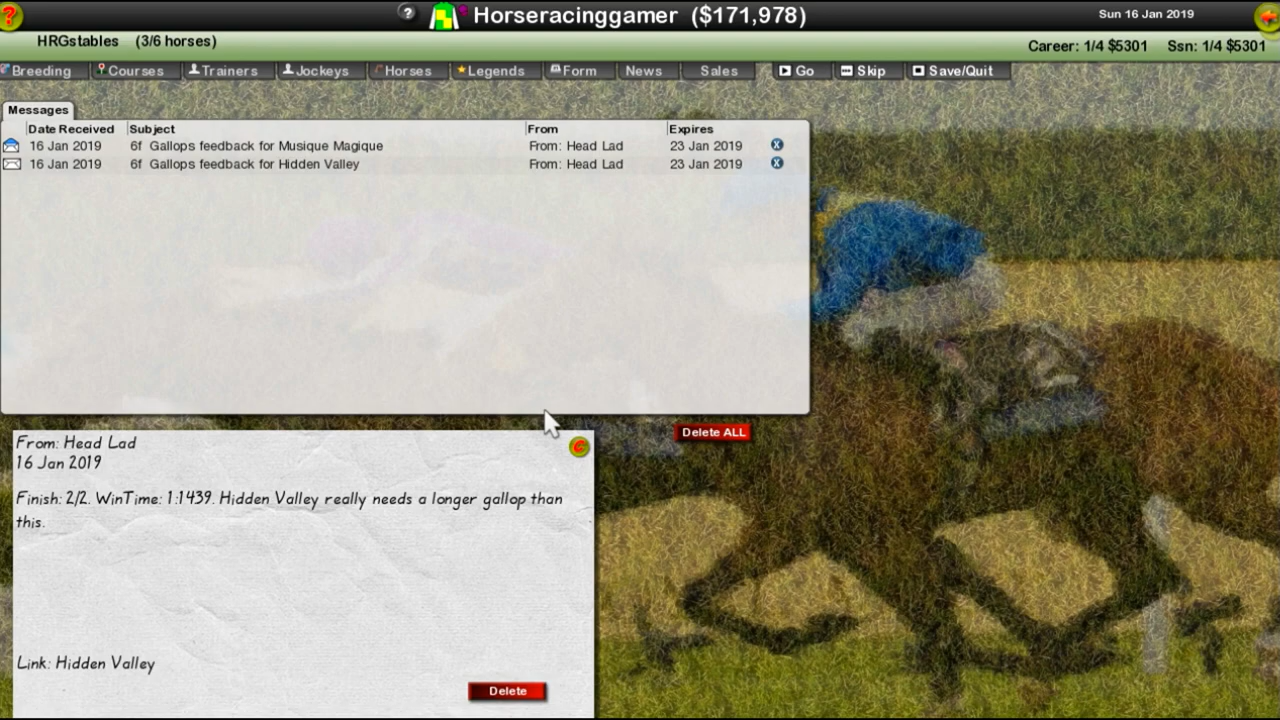 ? ? Horseracinggamer ($171,978) Sun 16 Jan 2019
HRGstables (3/6 horses) Career: 1/4 $5301 Ssn: 1/4 $5301
Breeding Courses Trainers Jockeys Horses Legends Form News Sales Go Skip Save/Quit
Messages
Date Received Subject From Expires
16 Jan 2019 6f Gallops feedback for Musique Magique From: Head Lad 23 Jan 2019 X
16 Jan 2019 6f Gallops feedback for Hidden Valley From: Head Lad 23 Jan 2019 X
Delete ALL
From: Head Lad
16 Jan 2019
Finish: 2/2. WinTime: 1:1439. Hidden Valley really needs a longer gallop than
this.
Link: Hidden Valley
Delete